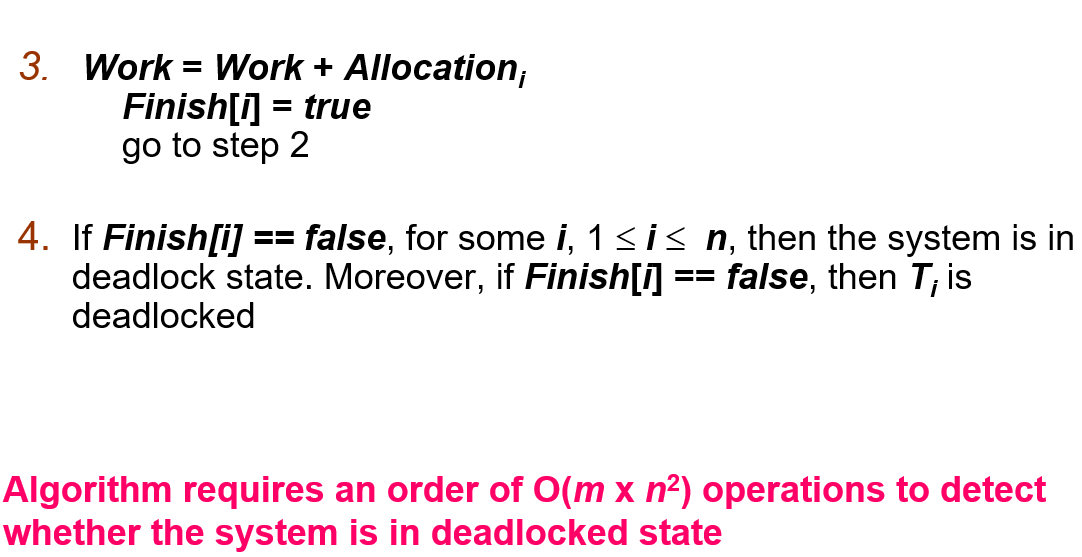 3. Work = Work + Allocationᵢ
Finish[i] = true
go to step 2
4. If Finish[i] == false, for some i, 1 ≤ i ≤ n, then the system is in
deadlock state. Moreover, if Finish[i] == false, then Tᵢ is
deadlocked
Algorithm requires an order of O(m x n²) operations to detect
whether the system is in deadlocked state